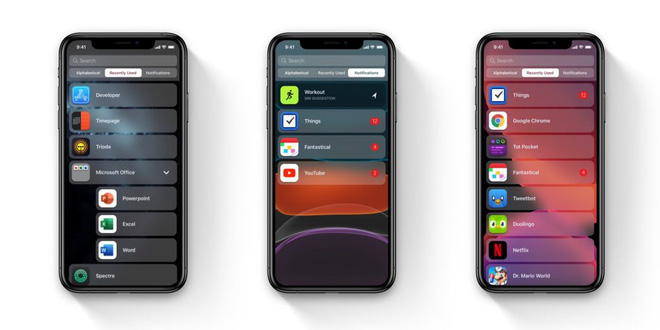 9:41
Search
Alphabetical Recently Used Notifications
Developer
Timepage
Triode
Microsoft Office
Powerpoint
Excel
Word
Spectre
9:41
Search
Alphabetical Recently Used Notifications
Workout
SIRI SUGGESTION
Things 12
Fantastical 4
YouTube 2
9:41
Search
Alphabetical Recently Used Notifications
Things 12
Google Chrome
Tot Pocket
Fantastical 4
Tweetbot
Duolingo
Netflix
Dr. Mario World